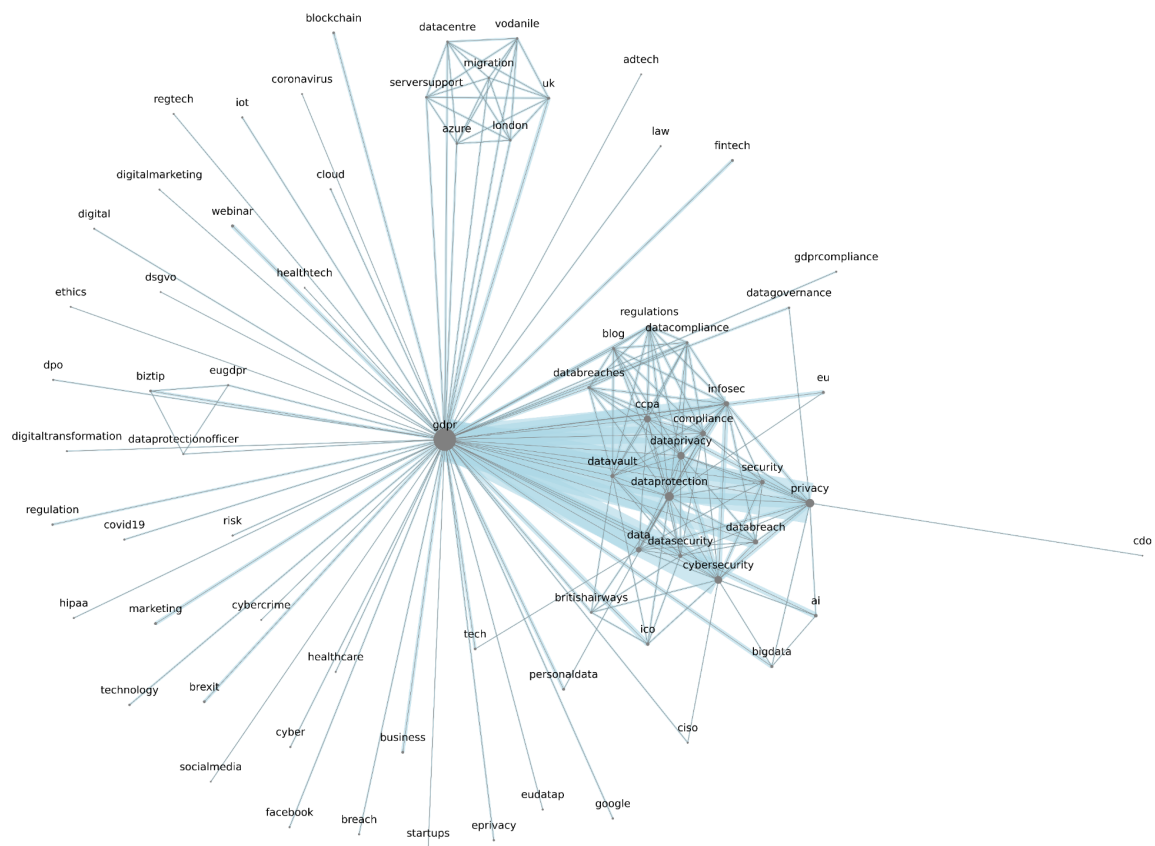 blockchain
datacentre
vodanile
migration
adtech
coronavirus
serversupport
uk
regtech
iot
azure
london
law
fintech
digitalmarketing
cloud
digital
webinar
gdprcompliance
dsgvo
healthtech
ethics
datagovernance
regulations
blog
datacompliance
dpo
biztip
eugdpr
databreaches
eu
infosec
ccpa
compliance
gdpr
digitaltransformation
dataprotectionofficer
dataprivacy
datavault
security
dataprotection
privacy
regulation
covid19
risk
data
datasecurity
databreach
cdo
cybersecurity
hipaa
marketing
cybercrime
britishairways
ai
tech
ico
healthcare
bigdata
technology
brexit
personaldata
cyber
business
ciso
socialmedia
facebook
breach
startups
eprivacy
eudatap
google